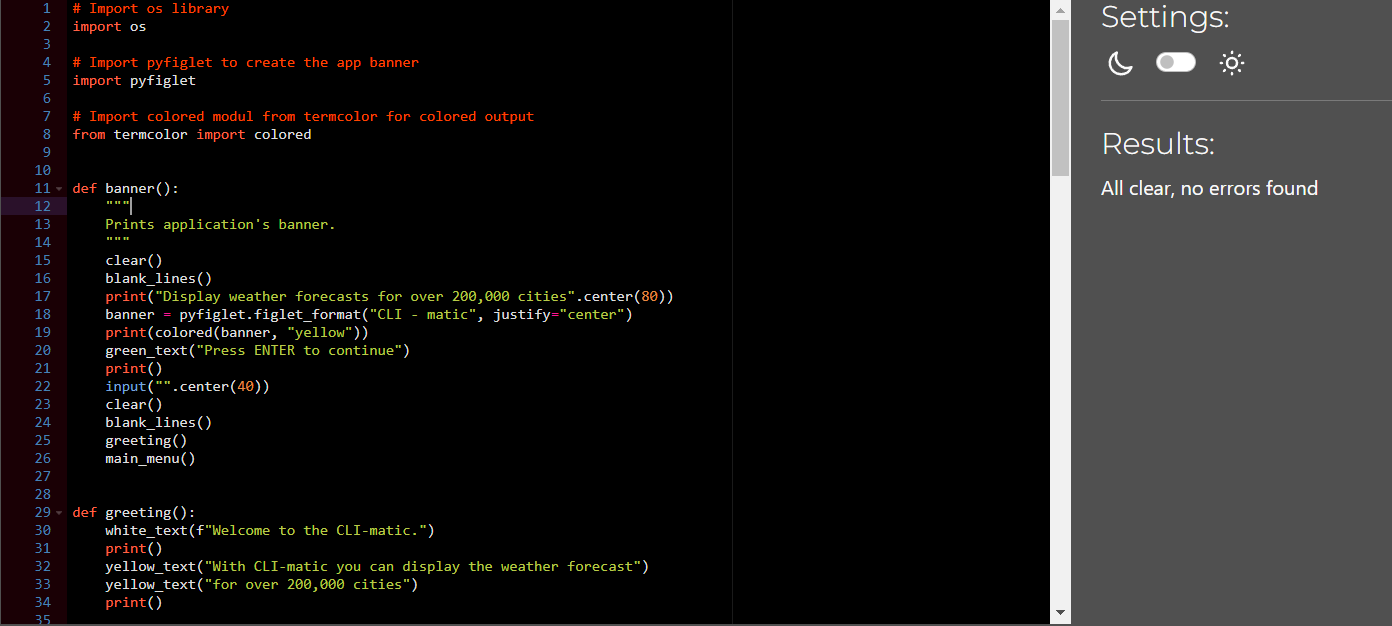 1 # Import os library
2 import os
3
4 # Import pyfiglet to create the app banner
5 import pyfiglet
6
7 # Import colored modul from termcolor for colored output
8 from termcolor import colored
9
10
11 def banner():
12     """
13     Prints application's banner.
14     """
15     clear()
16     blank_lines()
17     print("Display weather forecasts for over 200,000 cities".center(80))
18     banner = pyfiglet.figlet_format("CLI - matic", justify="center")
19     print(colored(banner, "yellow"))
20     green_text("Press ENTER to continue")
21     print()
22     input("".center(40))
23     clear()
24     blank_lines()
25     greeting()
26     main_menu()
27
28
29 def greeting():
30     white_text(f"Welcome to the CLI-matic.")
31     print()
32     yellow_text("With CLI-matic you can display the weather forecast")
33     yellow_text("for over 200,000 cities")
34     print()
35
Settings:
Results:
All clear, no errors found